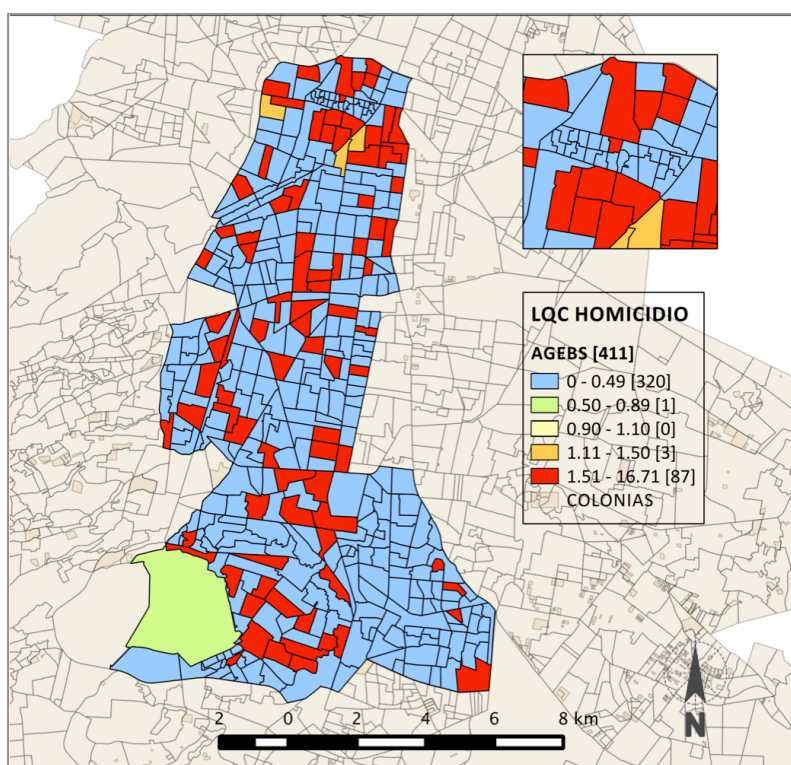 LQC HOMICIDIO
AGEBS [411]
0 - 0.49 [320]
0.50 - 0.89 [1]
0.90 - 1.10 [0]
1.11 - 1.50 [3]
1.51 - 16.71 [87]
COLONIAS
2 0 2 4 6 8 km
N